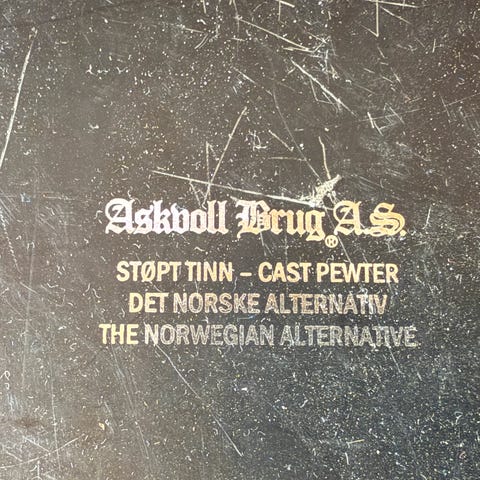 Askvoll Brug® A.S.
STØPT TINN – CAST PEWTER
DET NORSKE ALTERNATIV
THE NORWEGIAN ALTERNATIVE